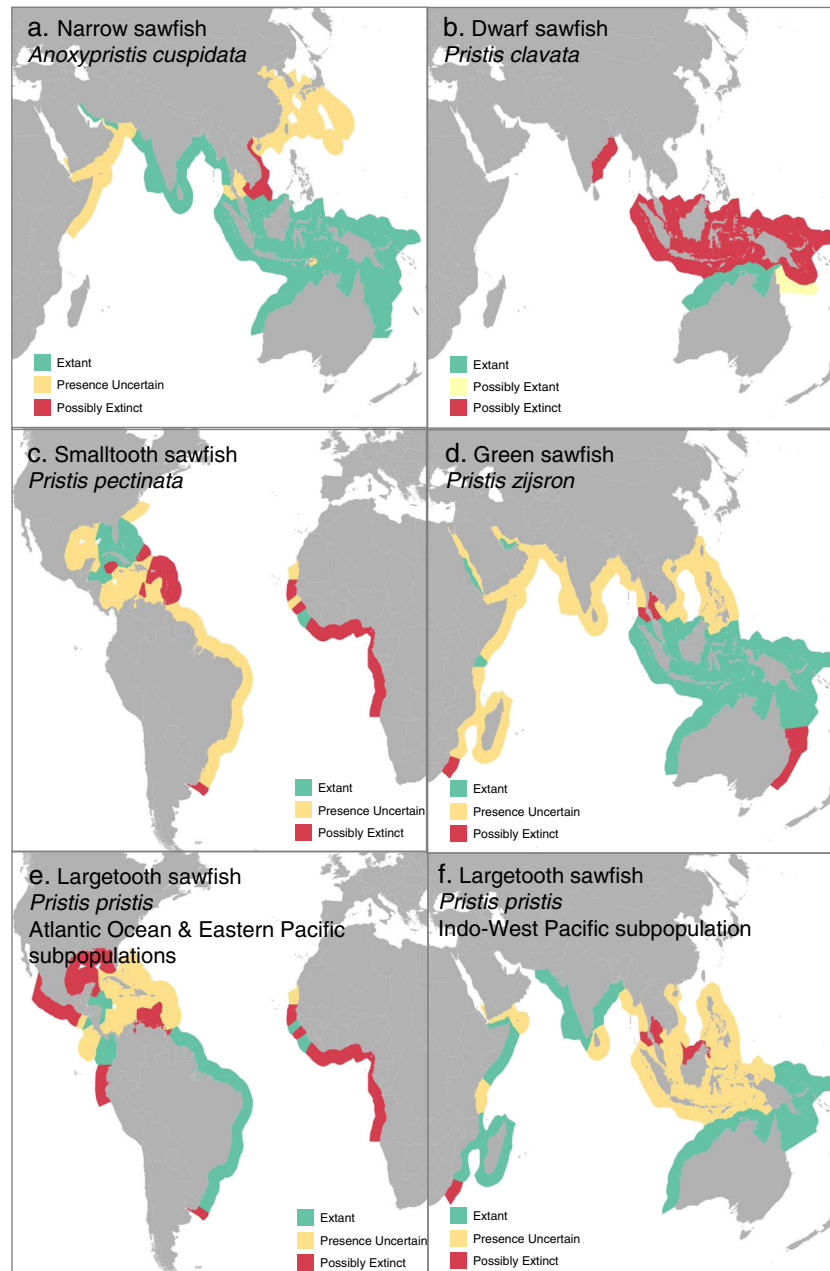 a. Narrow sawfish
Anoxypristis cuspidata
Extant
Presence Uncertain
Possibly Extinct
b. Dwarf sawfish
Pristis clavata
Extant
Possibly Extant
Possibly Extinct
c. Smalltooth sawfish
Pristis pectinata
Extant
Presence Uncertain
Possibly Extinct
d. Green sawfish
Pristis zijsron
Extant
Presence Uncertain
Possibly Extinct
e. Largetooth sawfish
Pristis pristis
Atlantic Ocean & Eastern Pacific
subpopulations
Extant
Presence Uncertain
Possibly Extinct
f. Largetooth sawfish
Pristis pristis
Indo-West Pacific subpopulation
Extant
Presence Uncertain
Possibly Extinct